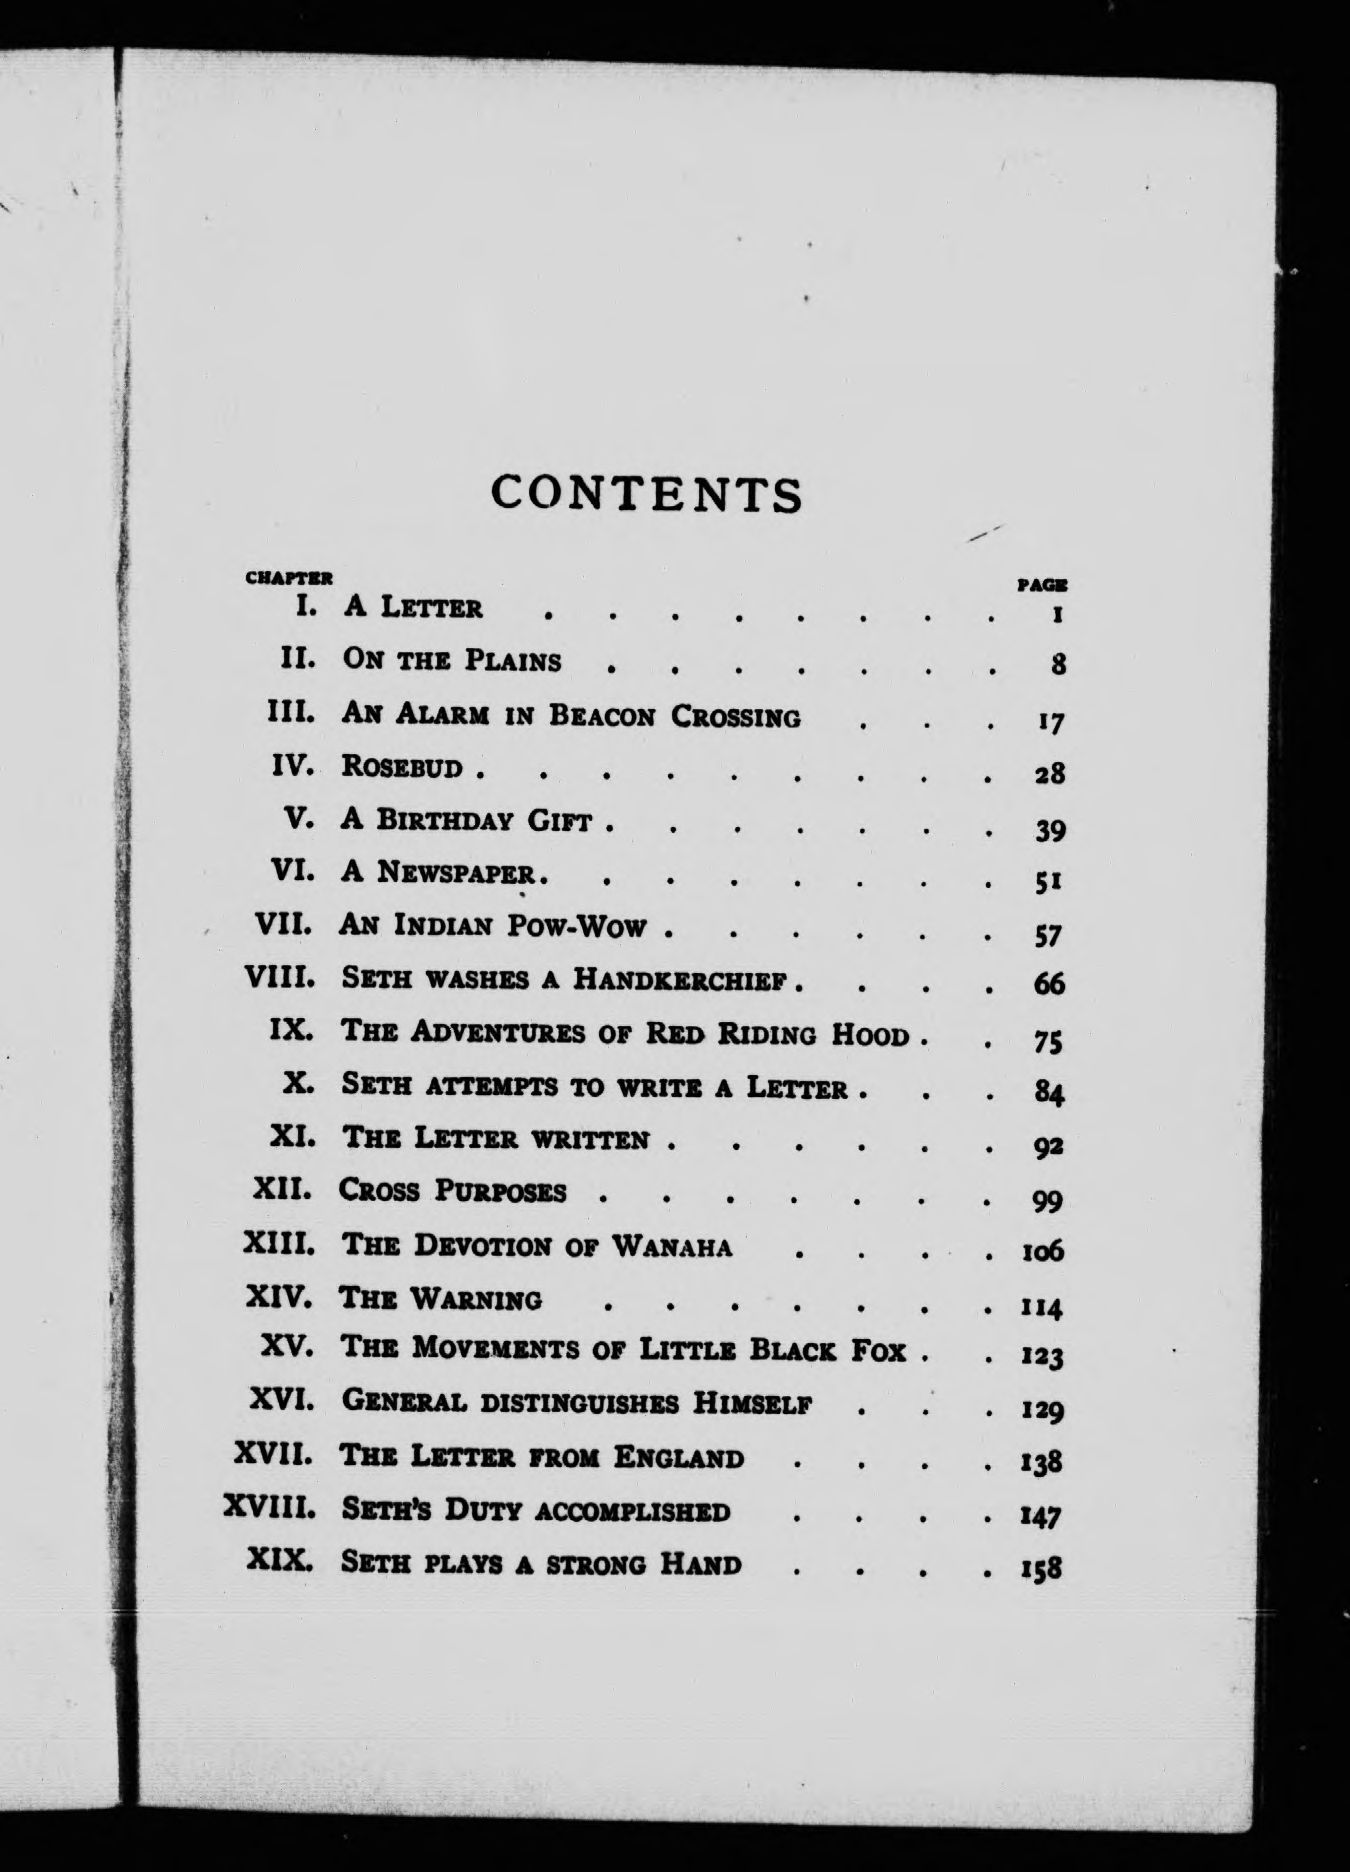 CONTENTS
CHAPTER PAGE
I. A LETTER . . . . . . . . 1
II. ON THE PLAINS . . . . . . . 8
III. AN ALARM IN BEACON CROSSING . . . 17
IV. ROSEBUD . . . . . . . . . 28
V. A BIRTHDAY GIFT . . . . . . . 39
VI. A NEWSPAPER . . . . . . . . 51
VII. AN INDIAN POW-WOW . . . . . . 57
VIII. SETH WASHES A HANDKERCHIEF . . . . 66
IX. THE ADVENTURES OF RED RIDING HOOD . . 75
X. SETH ATTEMPTS TO WRITE A LETTER . . . 84
XI. THE LETTER WRITTEN . . . . . . 92
XII. CROSS PURPOSES . . . . . . . 99
XIII. THE DEVOTION OF WANAHA . . . . 106
XIV. THE WARNING . . . . . . . 114
XV. THE MOVEMENTS OF LITTLE BLACK FOX . . 123
XVI. GENERAL DISTINGUISHES HIMSELF . . . 129
XVII. THE LETTER FROM ENGLAND . . . . 138
XVIII. SETH'S DUTY ACCOMPLISHED . . . . 147
XIX. SETH PLAYS A STRONG HAND . . . . 158